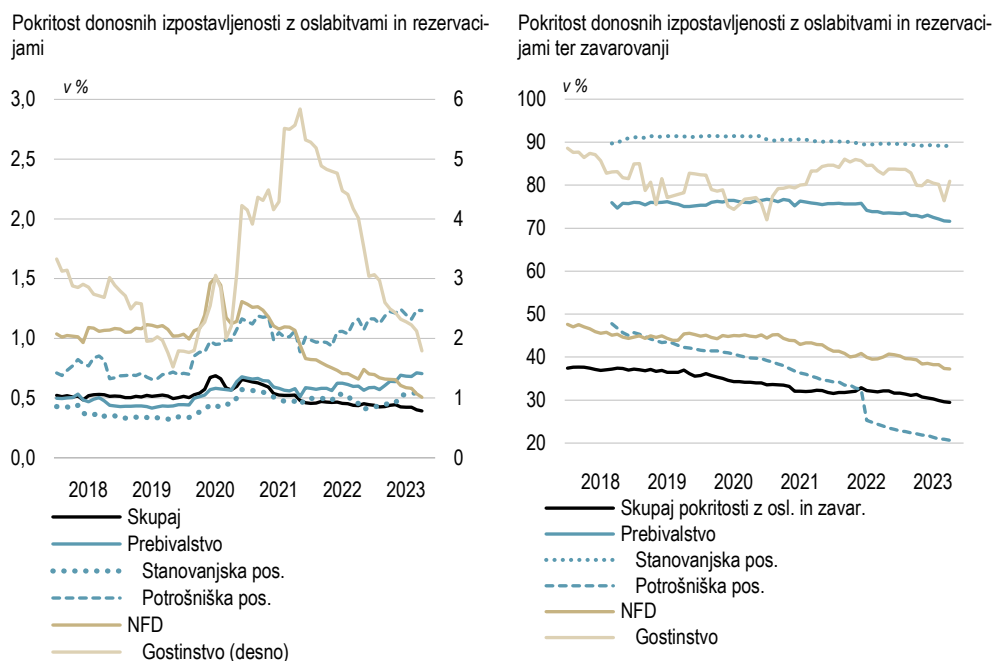 Pokritost donosnih izpostavljenosti z oslabitvami in rezervaci-
jami
v %
3,0
2,5
2,0
1,5
1,0
0,5
0,0
6
5
4
3
2
1
0
2018 2019 2020 2021 2022 2023
Skupaj
Prebivalstvo
Stanovanjska pos.
Potrošniška pos.
NFD
Gostinstvo (desno)
Pokritost donosnih izpostavljenosti z oslabitvami in rezervaci-
jami ter zavarovanji
v %
100
90
80
70
60
50
40
30
20
2018 2019 2020 2021 2022 2023
Skupaj pokritosti z osl. in zavar.
Prebivalstvo
Stanovanjska pos.
Potrošniška pos.
NFD
Gostinstvo